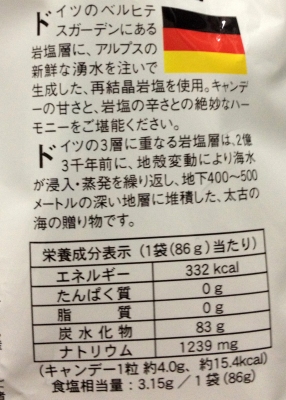 ドイツのベルヒテ
スガーデンにある
岩塩層に、アルプスの
新鮮な湧水を注いで
生成した、再結晶岩塩を使用。キャンデ
ーの甘さと、岩塩の辛さとの絶妙なハー
モニーをご堪能ください。
ドイツの3層に重なる岩塩層は、2億
3千年前に、地殻変動により海水
が浸入・蒸発を繰り返し、地下400〜500
メートルの深い地層に堆積した、太古の
海の贈り物です。
栄養成分表示(1袋(86g)当たり)
エネルギー 332 kcal
たんぱく質 0 g
脂質 0 g
炭水化物 83 g
ナトリウム 1239 mg
(キャンデー1粒 約4.0g、約15.4kcal)
食塩相当量:3.15g/1袋(86g)